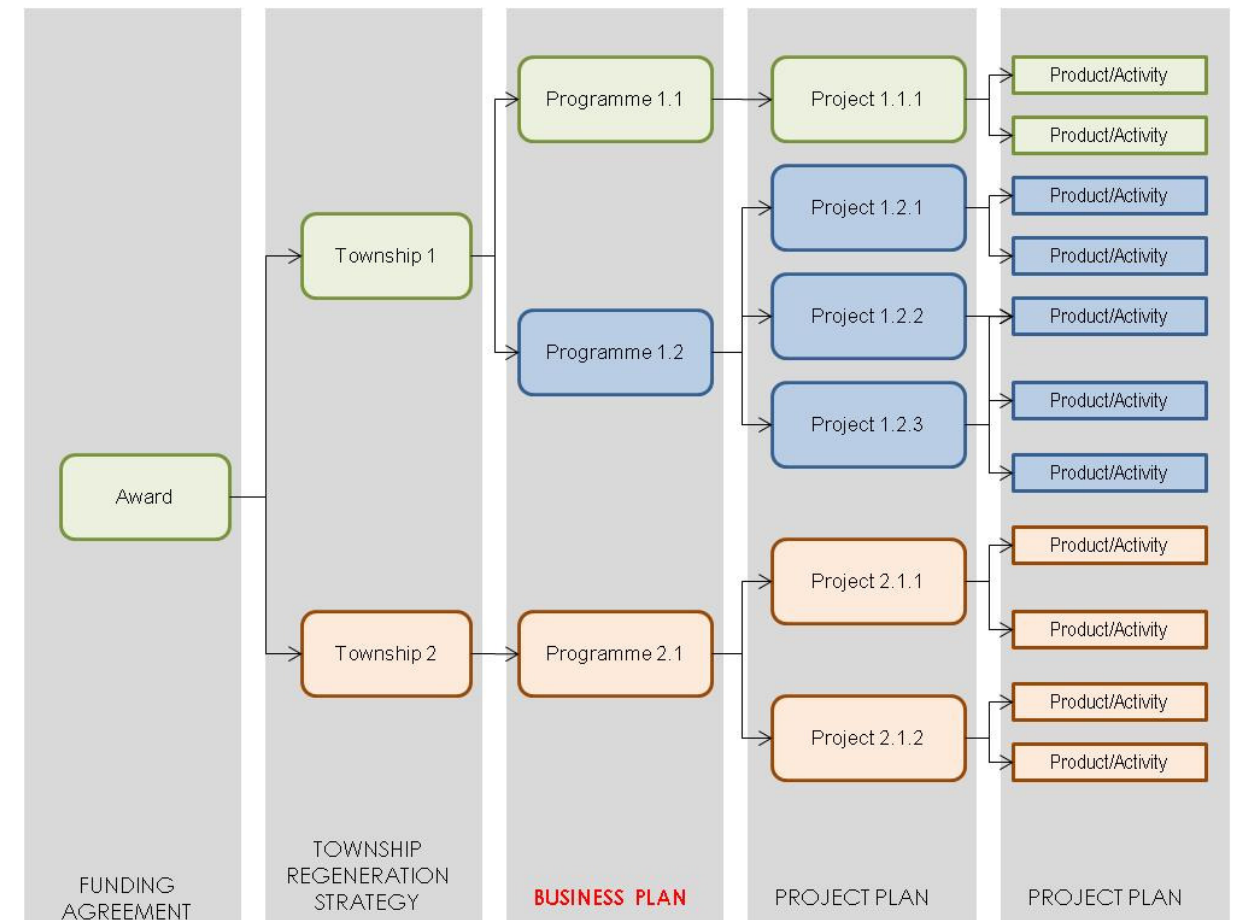 Programme 1.1
Project 1.1.1
Product/Activity
Product/Activity
Project 1.2.1
Product/Activity
Township 1
Product/Activity
Project 1.2.2
Product/Activity
Programme 1.2
Product/Activity
Project 1.2.3
Product/Activity
Award
Product/Activity
Project 2.1.1
Product/Activity
Township 2
Programme 2.1
Product/Activity
Project 2.1.2
Product/Activity
FUNDING
AGREEMENT
TOWNSHIP
REGENERATION
STRATEGY
BUSINESS PLAN
PROJECT PLAN
PROJECT PLAN